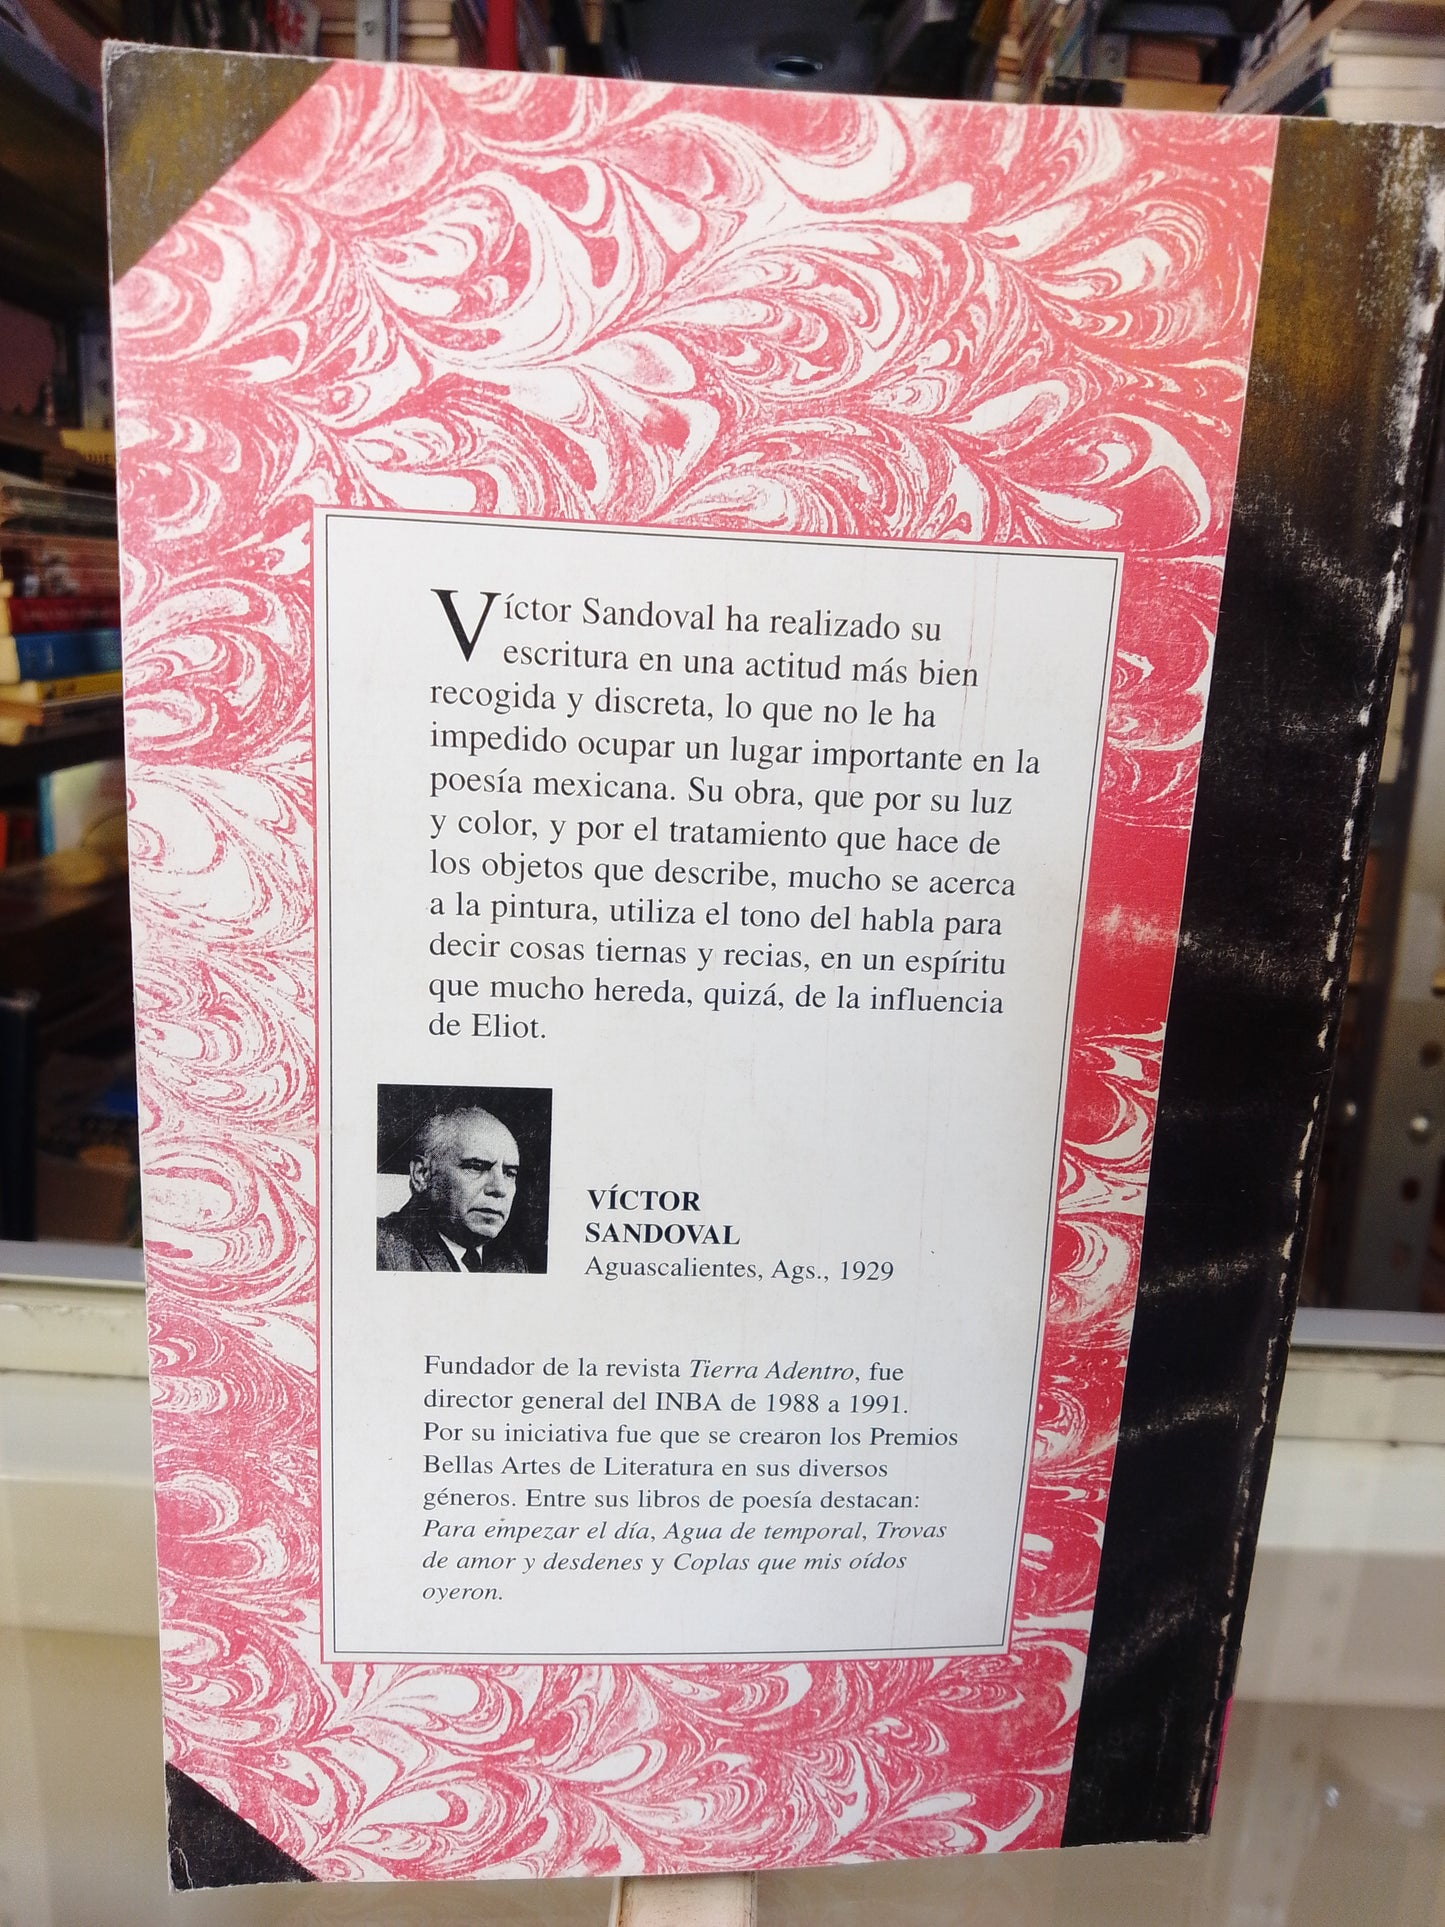 Víctor Sandoval ha realizado su
escritura en una actitud más bien
recogida y discreta, lo que no le ha
impedido ocupar un lugar importante en la
poesía mexicana. Su obra, que por su luz
y color, y por el tratamiento que hace de
los objetos que describe, mucho se acerca
a la pintura, utiliza el tono del habla para
decir cosas tiernas y recias, en un espíritu
que mucho hereda, quizá, de la influencia
de Eliot.
VÍCTOR
SANDOVAL
Aguascalientes, Ags., 1929
Fundador de la revista Tierra Adentro, fue
director general del INBA de 1988 a 1991.
Por su iniciativa fue que se crearon los Premios
Bellas Artes de Literatura en sus diversos
géneros. Entre sus libros de poesía destacan:
Para empezar el día, Agua de temporal, Trovas
de amor y desdenes y Coplas que mis oídos
oyeron.